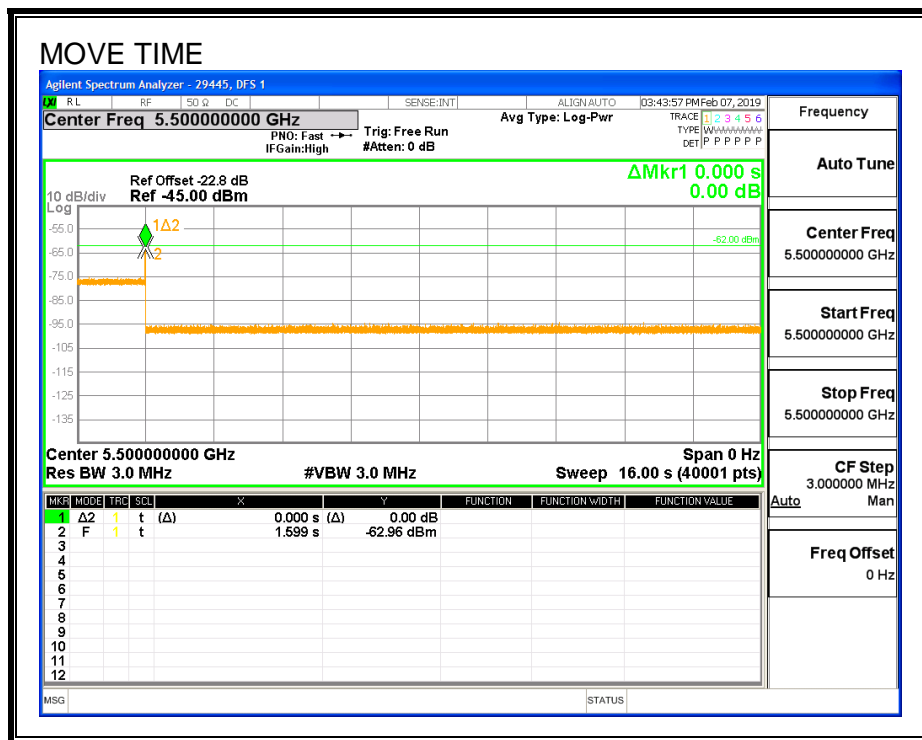 MOVE TIME
Agilent Spectrum Analyzer - 29445, DFS 1
LXI RL RF 50 Ω DC SENSE:INT ALIGN AUTO 03:43:57 PM Feb 07, 2019
Center Freq 5.500000000 GHz Avg Type: Log-Pwr TRACE 1 2 3 4 5 6
PNO: Fast Trig: Free Run TYPE WWWWWW
IFGain:High #Atten: 0 dB DET P P P P P P
Ref Offset -22.8 dB ΔMkr1 0.000 s
10 dB/div Ref -45.00 dBm 0.00 dB
Log
-55.0
1Δ2
-62.00 dBm
-65.0
2
-75.0
-85.0
-95.0
-105
-115
-125
-135
Center 5.500000000 GHz Span 0 Hz
Res BW 3.0 MHz #VBW 3.0 MHz Sweep 16.00 s (40001 pts)
MKR MODE TRC SCL X Y FUNCTION FUNCTION WIDTH FUNCTION VALUE
1 Δ2 1 t (Δ) 0.000 s (Δ) 0.00 dB
2 F 1 t 1.599 s -62.96 dBm
3
4
5
6
7
8
9
10
11
12
MSG STATUS
Frequency
Auto Tune
Center Freq
5.500000000 GHz
Start Freq
5.500000000 GHz
Stop Freq
5.500000000 GHz
CF Step
3.000000 MHz
Auto Man
Freq Offset
0 Hz